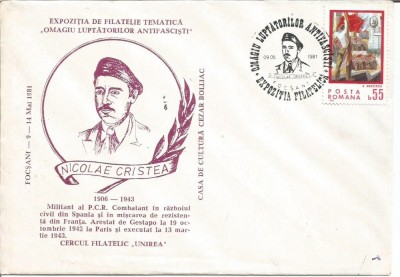 EXPOZIȚIA DE FILATELIE TEMATICĂ
„OMAGIU LUPTĂTORILOR ANTIFASCIȘTI”
FOCȘANI — 9 — 14 Mai 1981
CASA DE CULTURĂ CEZAR BOLLIAC
NICOLAE CRISTEA
1906 — 1943
Militant al P.C.R. Combatant în războiul
civil din Spania și în mișcarea de rezisten-
ță din Franța. Arestat de Gestapo la 19 oc-
tombrie 1942 la Paris și executat la 13 mar-
tie 1943.
CERCUL FILATELIC „UNIREA”
OMAGIU LUPTĂTORILOR ANTIFASCIȘTI
EXPOZIȚIA FILATELICĂ
09.05. 1981
FOCȘANI
POSTA
ROMANA
55